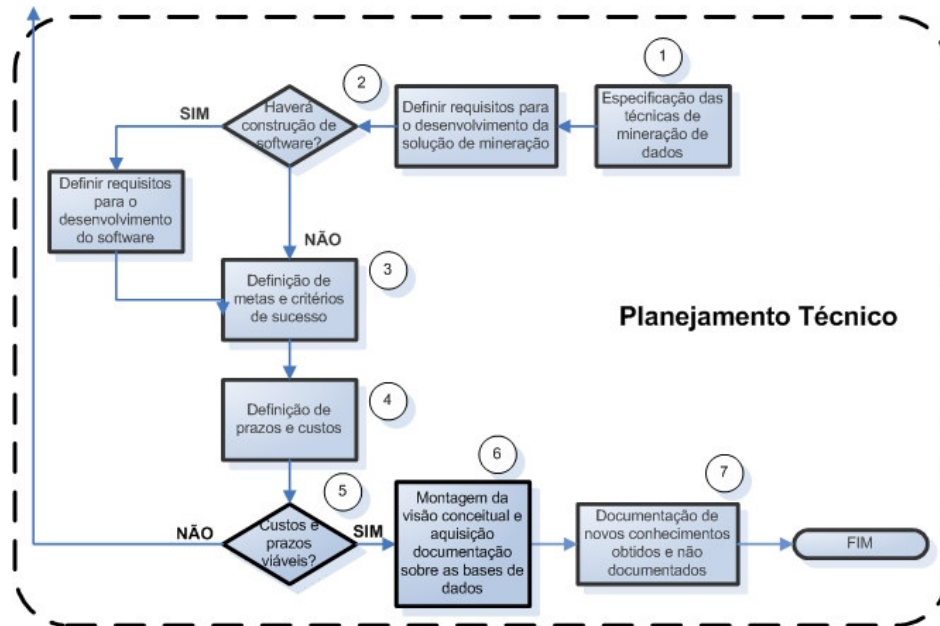 1
Especificação das
técnicas de
mineração de
dados
2
Definir requisitos para
o desenvolvimento da
solução de mineração
Haverá
construção de
software?
SIM
Definir requisitos
para o
desenvolvimento
do software
NÃO
3
Definição de
metas e critérios
de sucesso
Planejamento Técnico
4
Definição de
prazos e custos
5
Custos e
prazos
viáveis?
NÃO
SIM
6
Montagem da
visão conceitual e
aquisição
documentação
sobre as bases de
dados
7
Documentação de
novos conhecimentos
obtidos e não
documentados
FIM